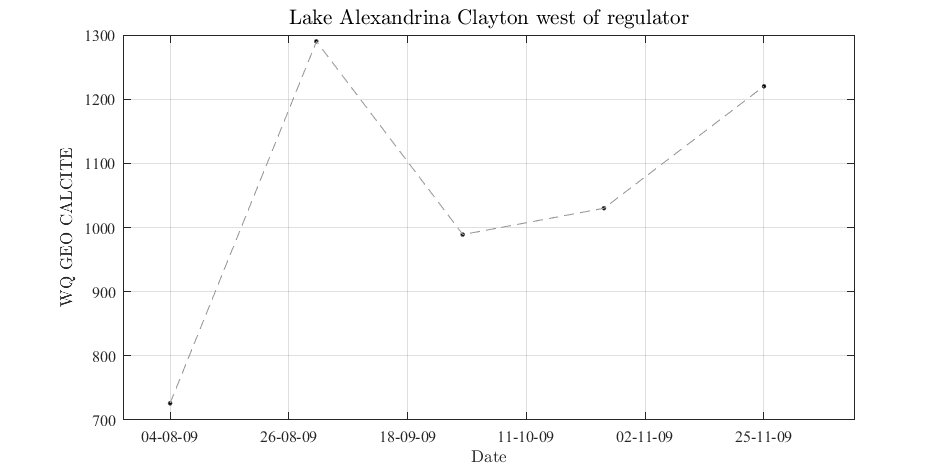 Lake Alexandrina Clayton west of regulator
1300
1200
1100
1000
900
800
700
WQ GEO CALCITE
04-08-09 26-08-09 18-09-09 11-10-09 02-11-09 25-11-09
Date